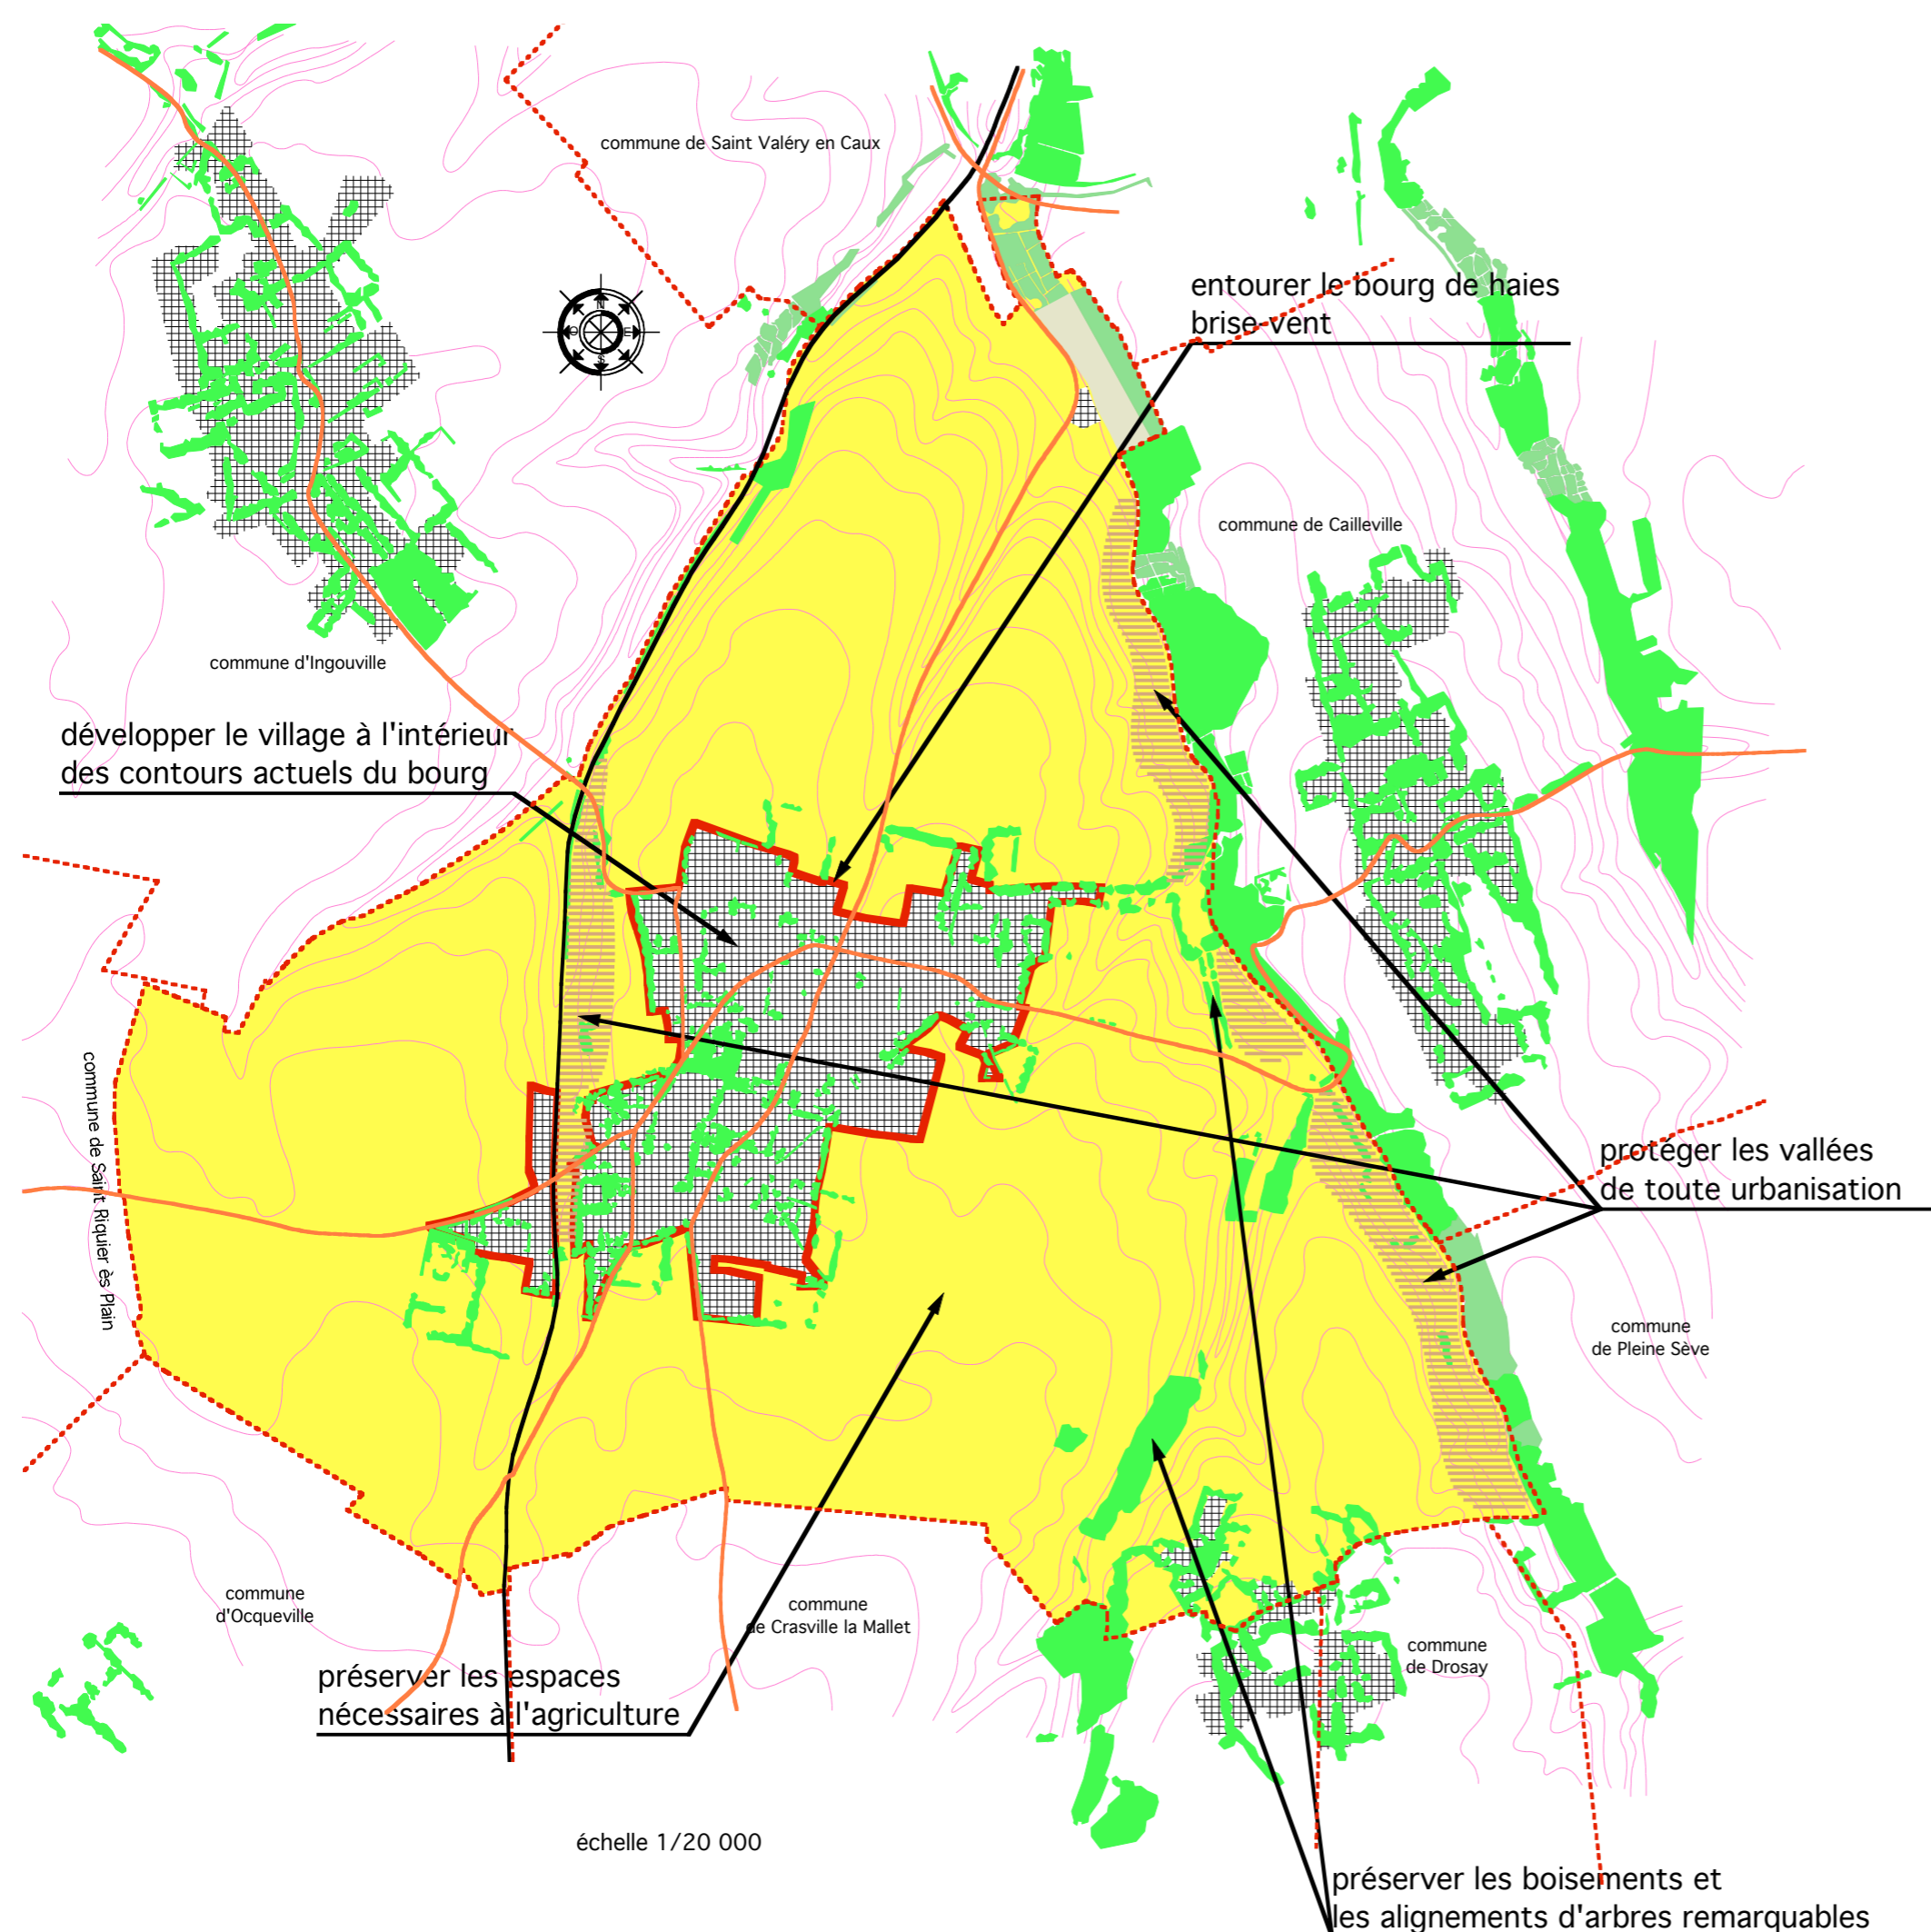 commune de Saint Valéry en Caux
entourer le bourg de haies
brise-vent
N
O
E
S
commune de Cailleville
commune d'Ingouville
développer le village à l'intérieur
des contours actuels du bourg
commune de Saint Riquier ès Plain
protéger les vallées
de toute urbanisation
commune
de Pleine Sève
commune
d'Ocqueville
commune
de Crasville la Mallet
commune
de Drosay
préserver les espaces
nécessaires à l'agriculture
échelle 1/20 000
préserver les boisements et
les alignements d'arbres remarquables